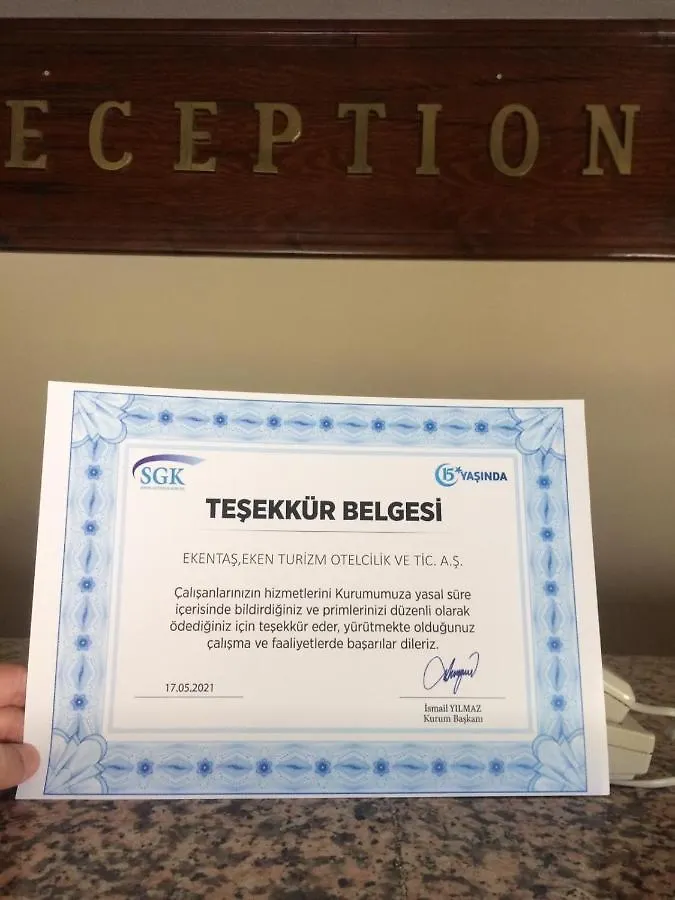 ECEPTION
SGK
15 YAŞINDA
TEŞEKKÜR BELGESİ
EKENTAŞ,EKEN TURİZM OTELCİLİK VE TİC. A.Ş.
Çalışanlarınızın hizmetlerini Kurumumuza yasal süre
içerisinde bildirdiğiniz ve primlerinizi düzenli olarak
ödediğiniz için teşekkür eder, yürütmekte olduğunuz
çalışma ve faaliyetlerde başarılar dileriz.
17.05.2021
İsmail YILMAZ
Kurum Başkanı